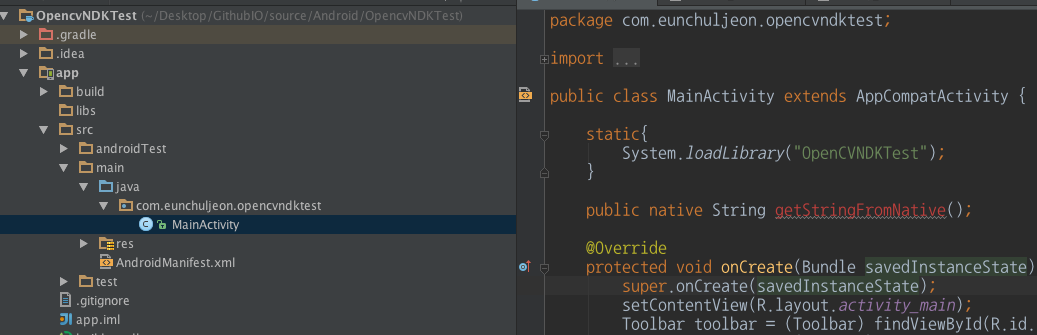 OpencvNDKTest (~/Desktop/GithubIO/source/Android/OpencvNDKTest)
.gradle
.idea
app
build
libs
src
androidTest
main
java
com.eunchuljeon.opencvndktest
MainActivity
res
AndroidManifest.xml
test
.gitignore
app.iml
package com.eunchuljeon.opencvndktest;
import ...
public class MainActivity extends AppCompatActivity {
static{
System.loadLibrary("OpenCVNDKTest");
}
public native String getStringFromNative();
@Override
protected void onCreate(Bundle savedInstanceState)
super.onCreate(savedInstanceState);
setContentView(R.layout.activity_main);
Toolbar toolbar = (Toolbar) findViewById(R.id.